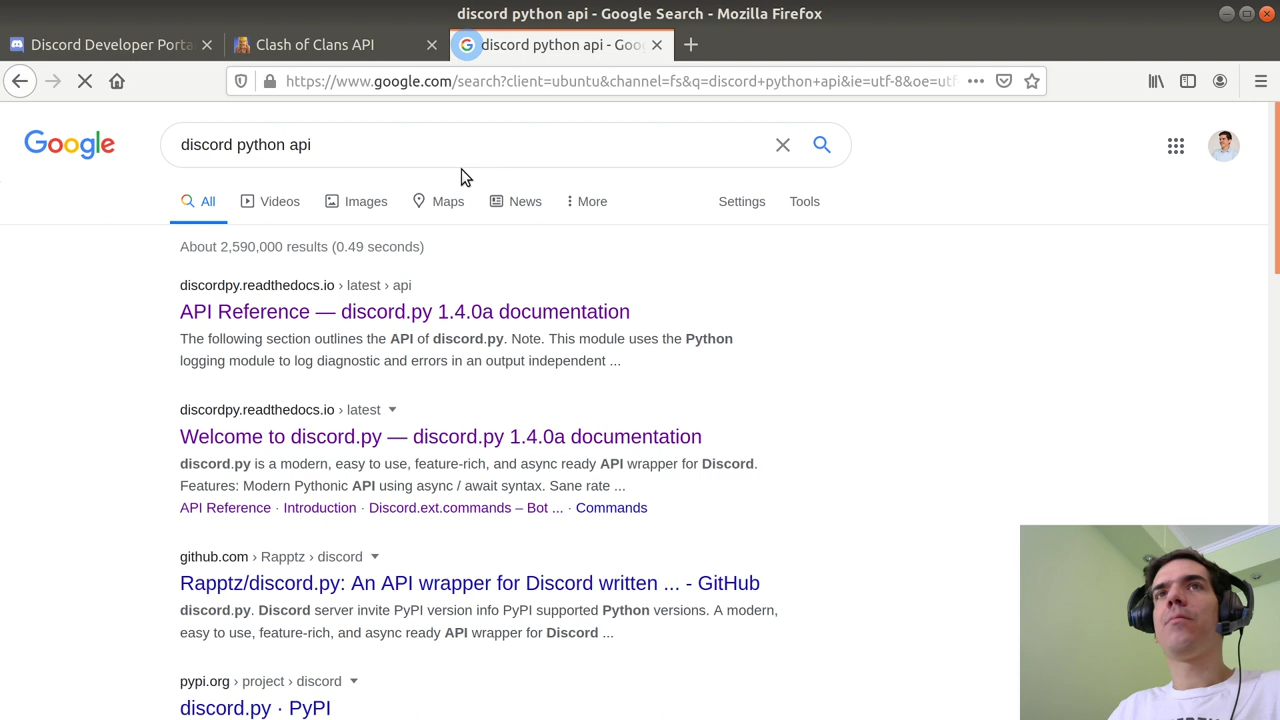 discord python api - Google Search - Mozilla Firefox
Discord Developer Porta
Clash of Clans API
discord python api - Goo
https://www.google.com/search?client=ubuntu&channel=fs&q=discord+python+api&ie=utf-8&oe=utf
Google
discord python api
All Videos Images Maps News More Settings Tools
About 2,590,000 results (0.49 seconds)
discordpy.readthedocs.io › latest › api
API Reference — discord.py 1.4.0a documentation
The following section outlines the API of discord.py. Note. This module uses the Python
logging module to log diagnostic and errors in an output independent ...
discordpy.readthedocs.io › latest
Welcome to discord.py — discord.py 1.4.0a documentation
discord.py is a modern, easy to use, feature-rich, and async ready API wrapper for Discord.
Features: Modern Pythonic API using async / await syntax. Sane rate ...
API Reference · Introduction · Discord.ext.commands – Bot ... · Commands
github.com › Rapptz › discord
Rapptz/discord.py: An API wrapper for Discord written ... - GitHub
discord.py. Discord server invite PyPI version info PyPI supported Python versions. A modern,
easy to use, feature-rich, and async ready API wrapper for Discord ...
pypi.org › project › discord
discord.py · PyPI